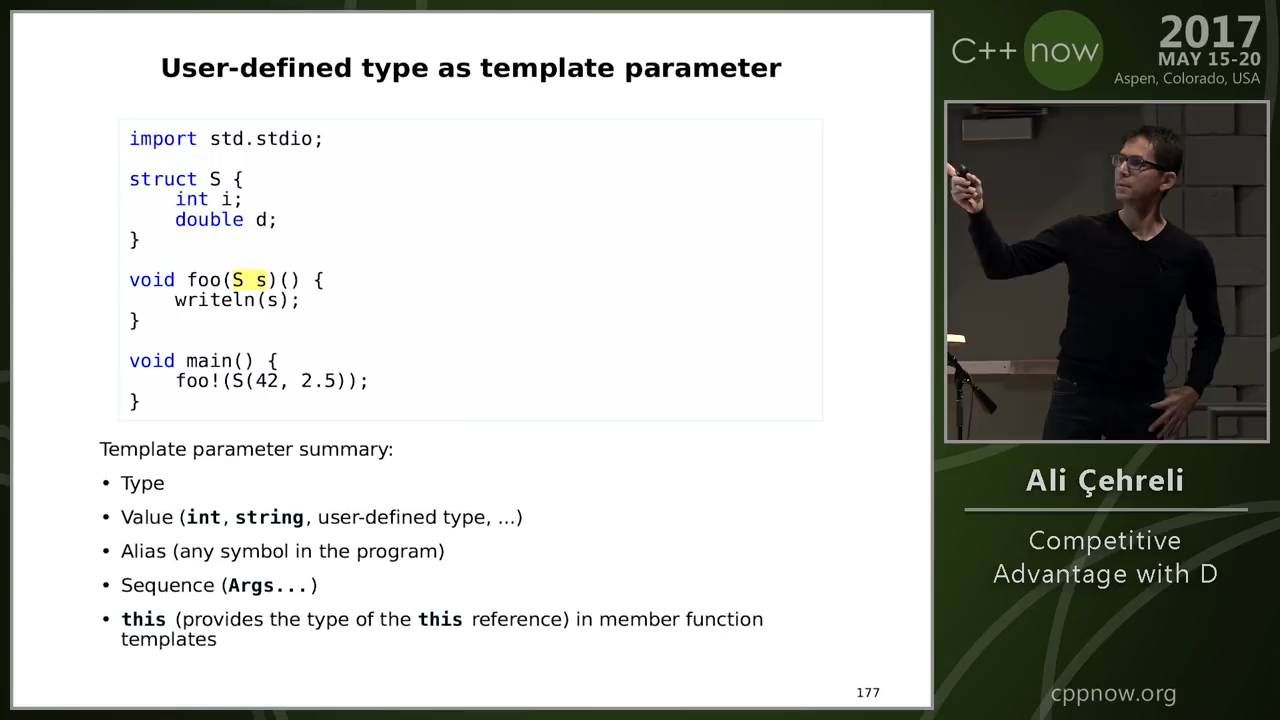 User-defined type as template parameter
import std.stdio;
struct S {
    int i;
    double d;
}
void foo(S s)() {
    writeln(s);
}
void main() {
    foo!(S(42, 2.5));
}
Template parameter summary:
• Type
• Value (int, string, user-defined type, ...)
• Alias (any symbol in the program)
• Sequence (Args...)
• this (provides the type of the this reference) in member function
templates
177
C++ now
2017
MAY 15-20
Aspen, Colorado, USA
Ali Çehreli
Competitive
Advantage with D
cppnow.org